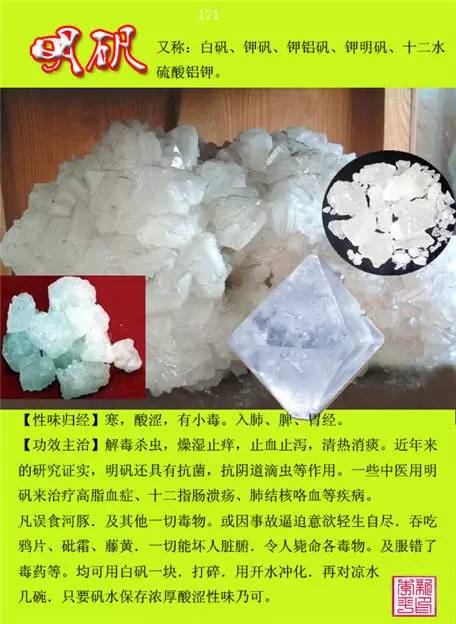 171
明矾
又称：白矾、钾矾、钾铝矾、钾明矾、十二水
硫酸铝钾。
【性味归经】寒，酸涩，有小毒。入肺、脾、胃经。
【功效主治】解毒杀虫，燥湿止痒，止血止泻，清热消痰。近年来
的研究证实，明矾还具有抗菌，抗阴道滴虫等作用。一些中医用明
矾来治疗高脂血症、十二指肠溃疡、肺结核咯血等疾病。
凡误食河豚．及其他一切毒物。或因事故逼迫意欲轻生自尽．吞吃
鸦片、砒霜、藤黄．一切能坏人脏腑．令人毙命各毒物。及服错了
毒药等。均可用白矾一块．打碎．用开水冲化．再对凉水
几碗．只要矾水保存浓厚酸涩性味乃可。